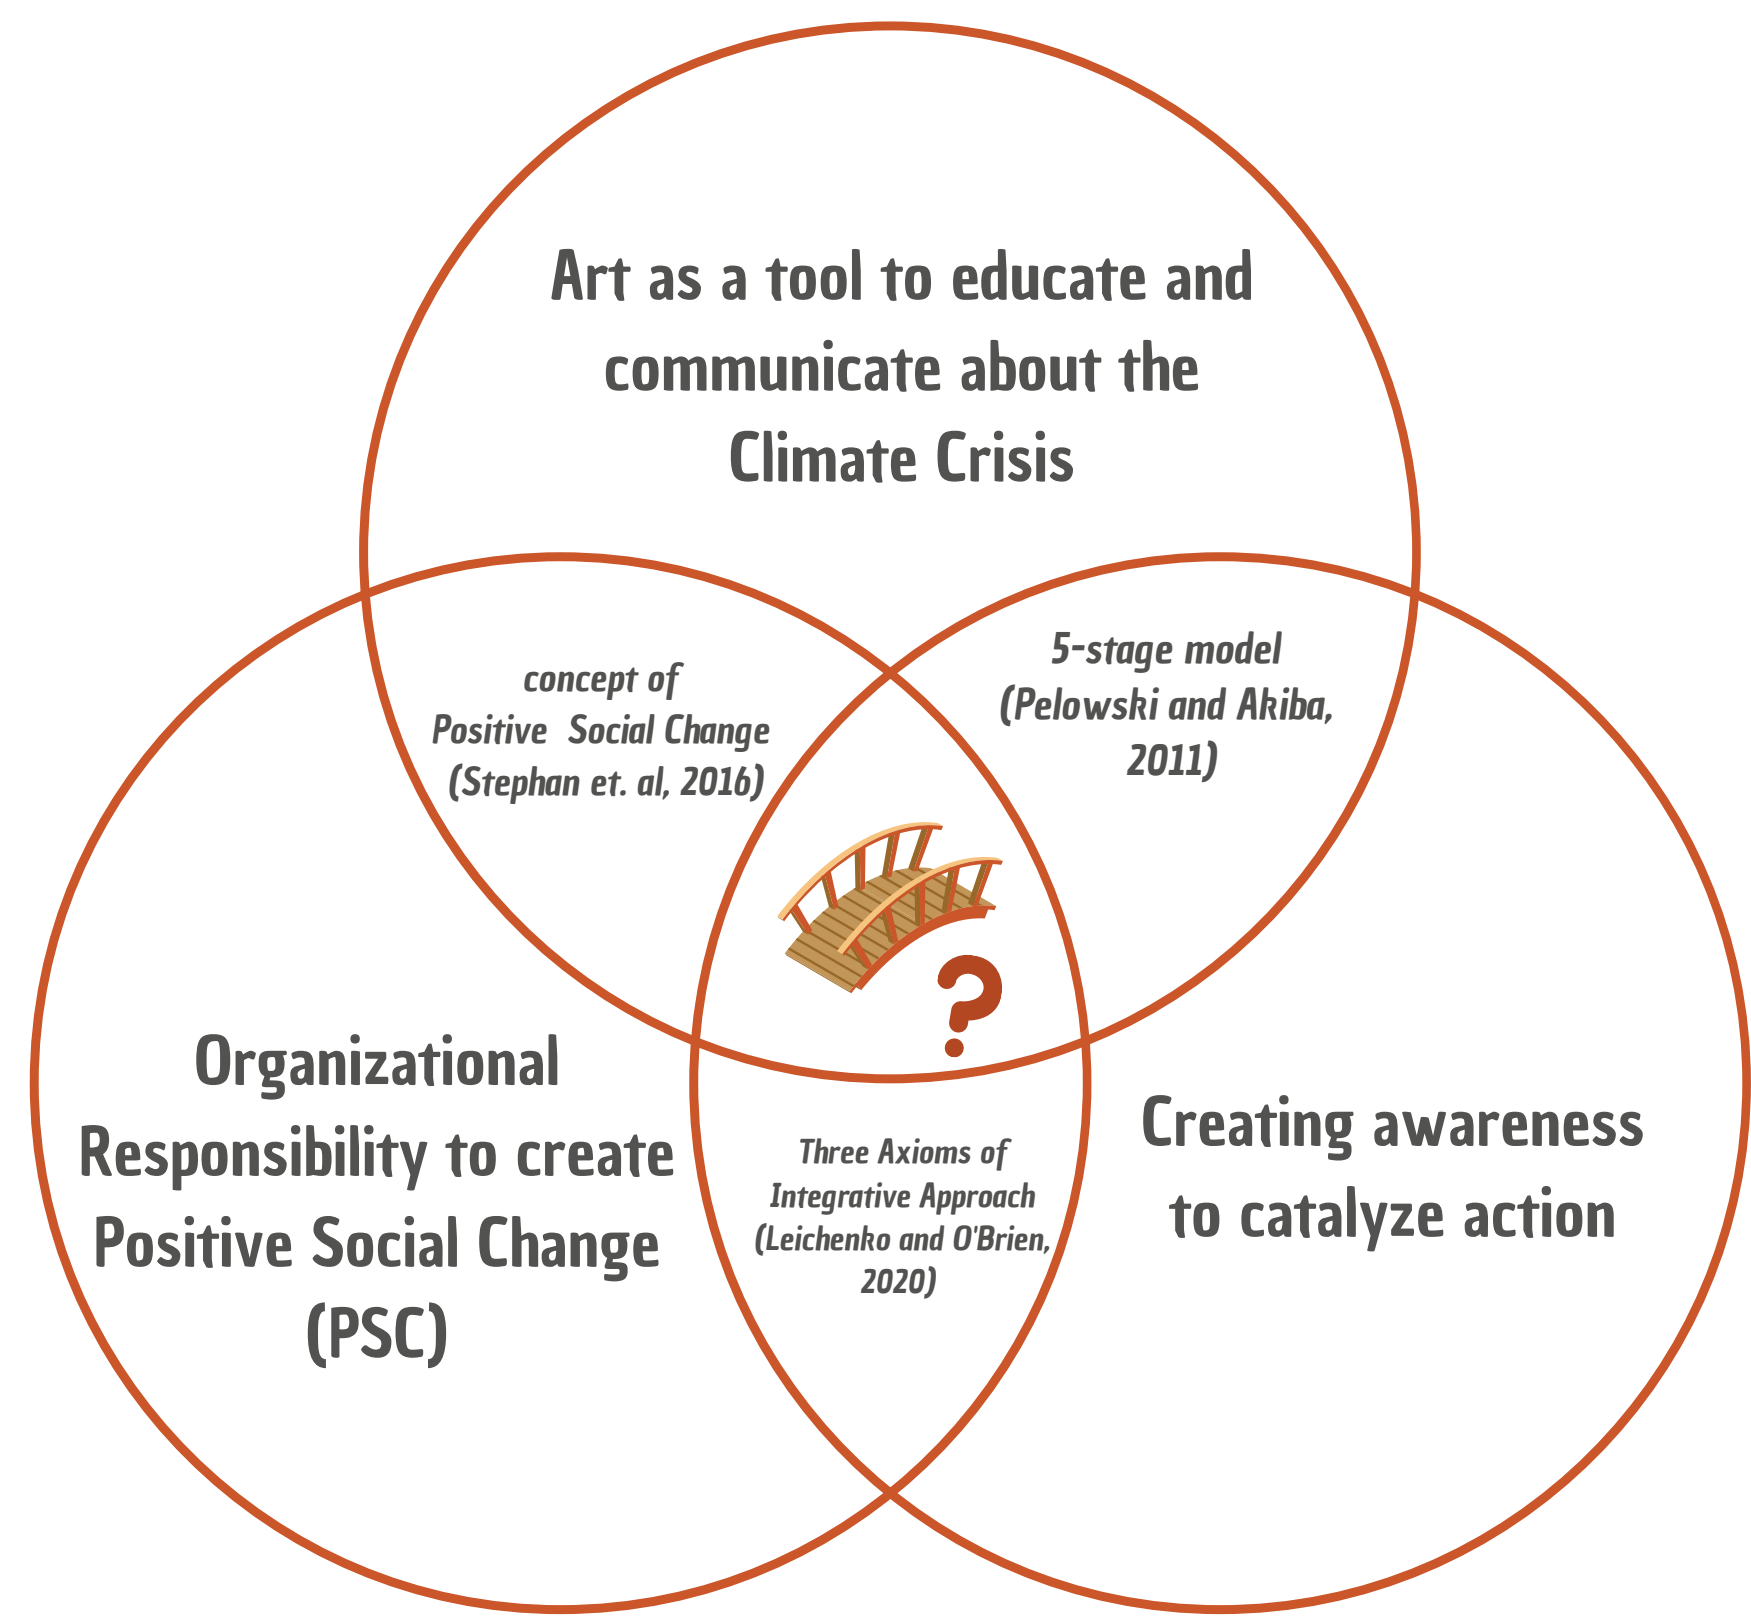 Art as a tool to educate and
communicate about the
Climate Crisis
concept of
Positive Social Change
(Stephan et. al, 2016)
5-stage model
(Pelowski and Akiba,
2011)
?
Organizational
Responsibility to create
Positive Social Change
(PSC)
Three Axioms of
Integrative Approach
(Leichenko and O'Brien,
2020)
Creating awareness
to catalyze action